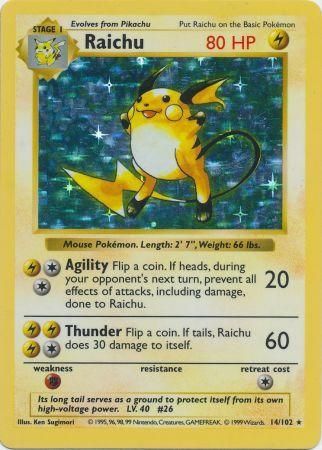 STAGE 1
Evolves from Pikachu
Put Raichu on the Basic Pokémon
Raichu
80 HP
Mouse Pokémon. Length: 2' 7", Weight: 66 lbs.
Agility Flip a coin. If heads, during
your opponent's next turn, prevent all
effects of attacks, including damage,
done to Raichu.
20
Thunder Flip a coin. If tails, Raichu
does 30 damage to itself.
60
weakness
resistance
retreat cost
Its long tail serves as a ground to protect itself from its own
high-voltage power. LV. 40 #26
Illus. Ken Sugimori
© 1995, 96, 98, 99 Nintendo, Creatures, GAMEFREAK. © 1999 Wizards.
14/102